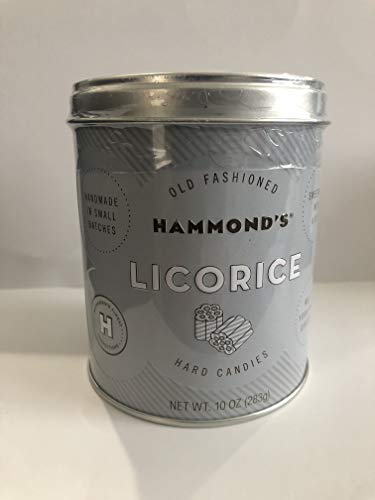 OLD FASHIONED
HAMMOND'S
LICORICE
HARD CANDIES
NET WT. 10 OZ (283g)
HANDMADE
IN SMALL
BATCHES
H